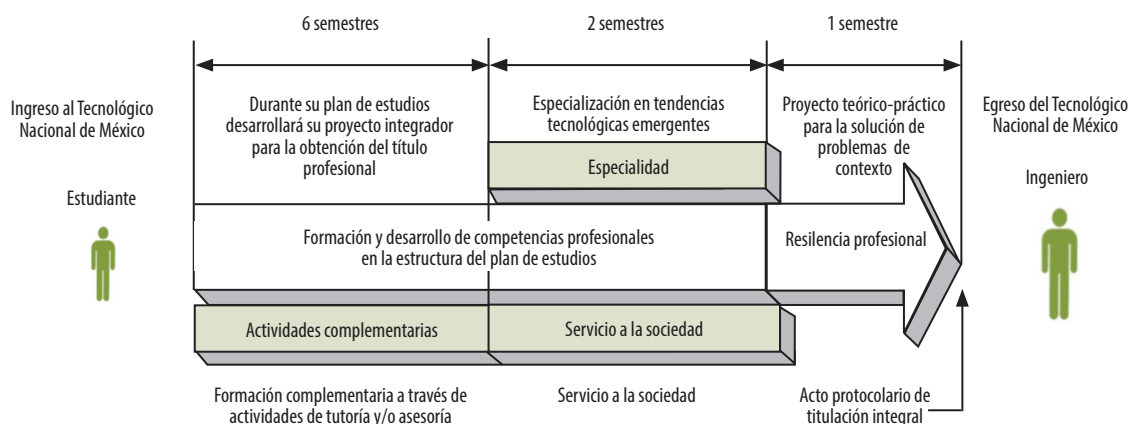 6 semestres
2 semestres
1 semestre
Ingreso al Tecnológico
Nacional de México
Durante su plan de estudios
desarrollará su proyecto integrador
para la obtención del título
profesional
Especialización en tendencias
tecnológicas emergentes
Proyecto teórico-práctico
para la solución de
problemas de
contexto
Egreso del Tecnológico
Nacional de México
Especialidad
Estudiante
Ingeniero
Formación y desarrollo de competencias profesionales
en la estructura del plan de estudios
Resilencia profesional
Actividades complementarias
Servicio a la sociedad
Formación complementaria a través de
actividades de tutoría y/o asesoría
Servicio a la sociedad
Acto protocolario de
titulación integral